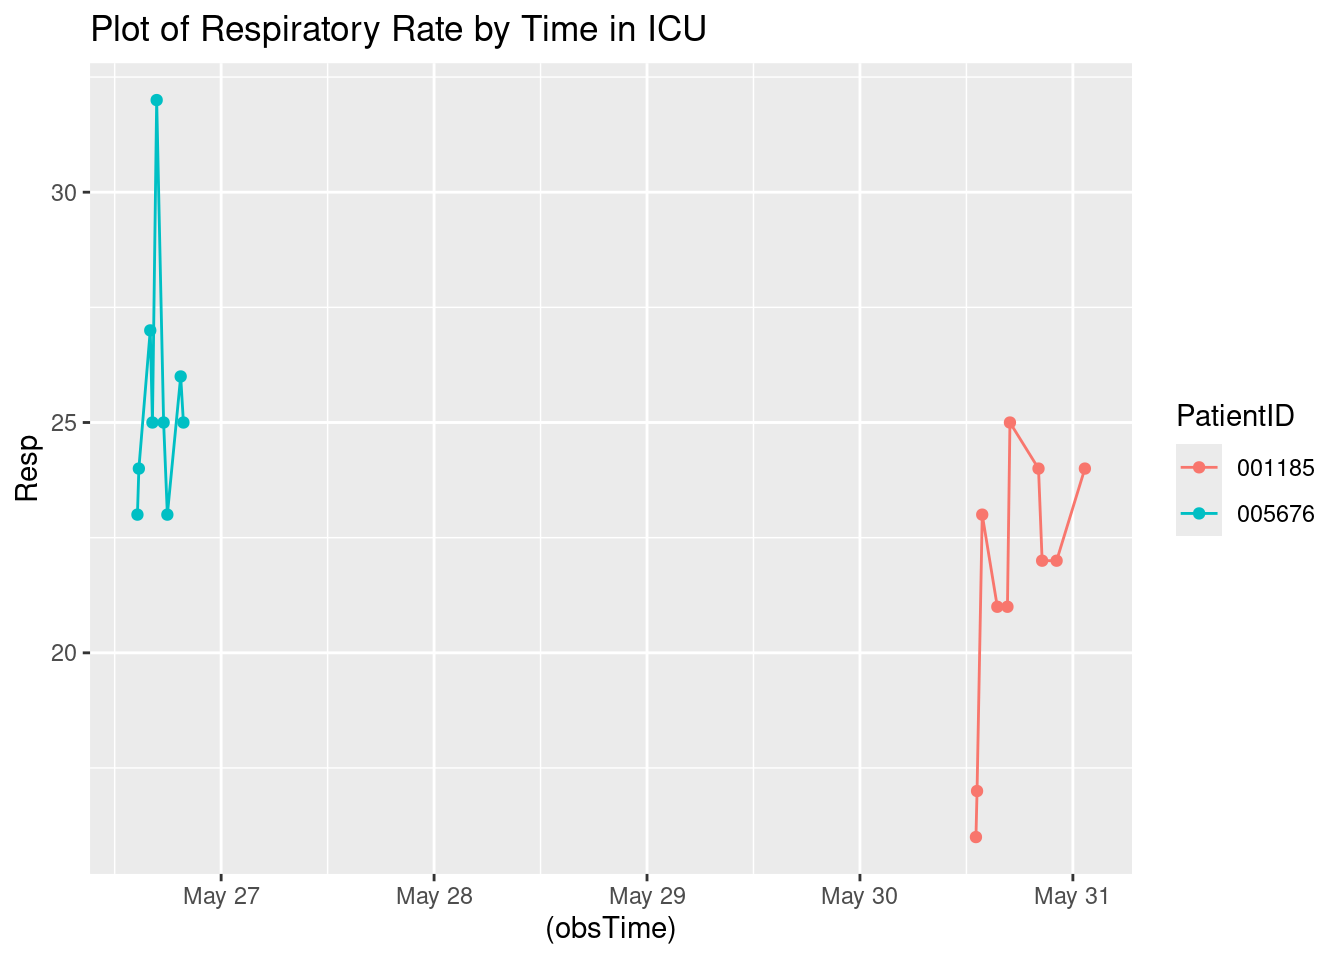 Plot of Respiratory Rate by Time in ICU
30
25
20
Resp
May 27
May 28
May 29
May 30
May 31
(obsTime)
PatientID
001185
005676